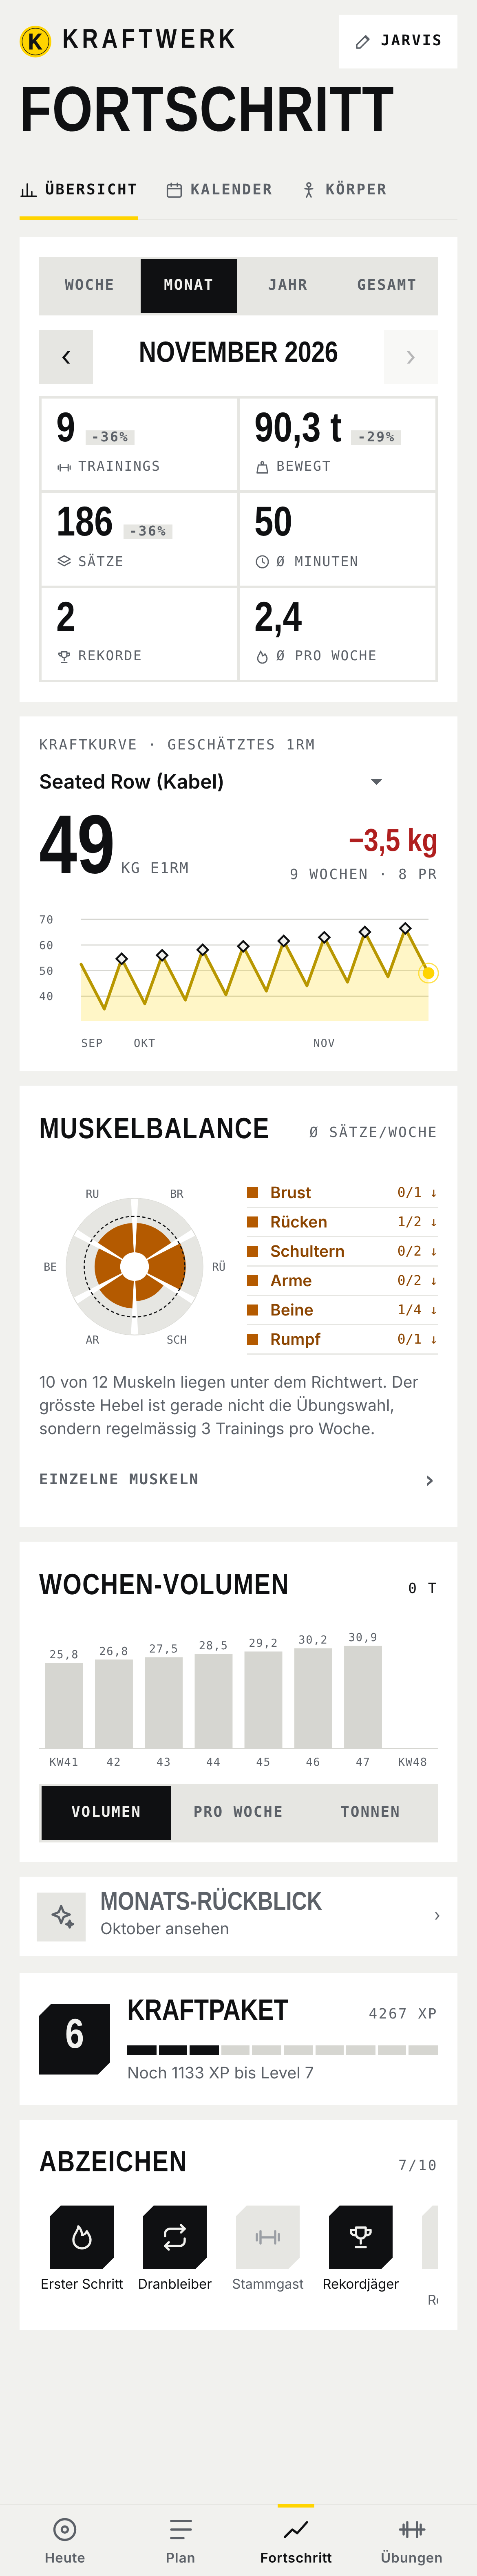 K KRAFTWERK
JARVIS
FORTSCHRITT
ÜBERSICHT KALENDER KÖRPER
WOCHE MONAT JAHR GESAMT
‹ NOVEMBER 2026 ›
9 -36% 90,3 t -29%
TRAININGS BEWEGT
186 -36% 50
SÄTZE Ø MINUTEN
2 2,4
REKORDE Ø PRO WOCHE
KRAFTKURVE · GESCHÄTZTES 1RM
Seated Row (Kabel)
49 KG E1RM −3,5 kg
9 WOCHEN · 8 PR
70
60
50
40
SEP OKT NOV
MUSKELBALANCE Ø SÄTZE/WOCHE
RU BR
BE RÜ
AR SCH
Brust 0/1 ↓
Rücken 1/2 ↓
Schultern 0/2 ↓
Arme 0/2 ↓
Beine 1/4 ↓
Rumpf 0/1 ↓
10 von 12 Muskeln liegen unter dem Richtwert. Der
grösste Hebel ist gerade nicht die Übungswahl,
sondern regelmässig 3 Trainings pro Woche.
EINZELNE MUSKELN ›
WOCHEN-VOLUMEN 0 T
25,8 26,8 27,5 28,5 29,2 30,2 30,9
KW41 42 43 44 45 46 47 KW48
VOLUMEN PRO WOCHE TONNEN
MONATS-RÜCKBLICK
Oktober ansehen ›
6 KRAFTPAKET 4267 XP
Noch 1133 XP bis Level 7
ABZEICHEN 7/10
Erster Schritt Dranbleiber Stammgast Rekordjäger
Heute Plan Fortschritt Übungen